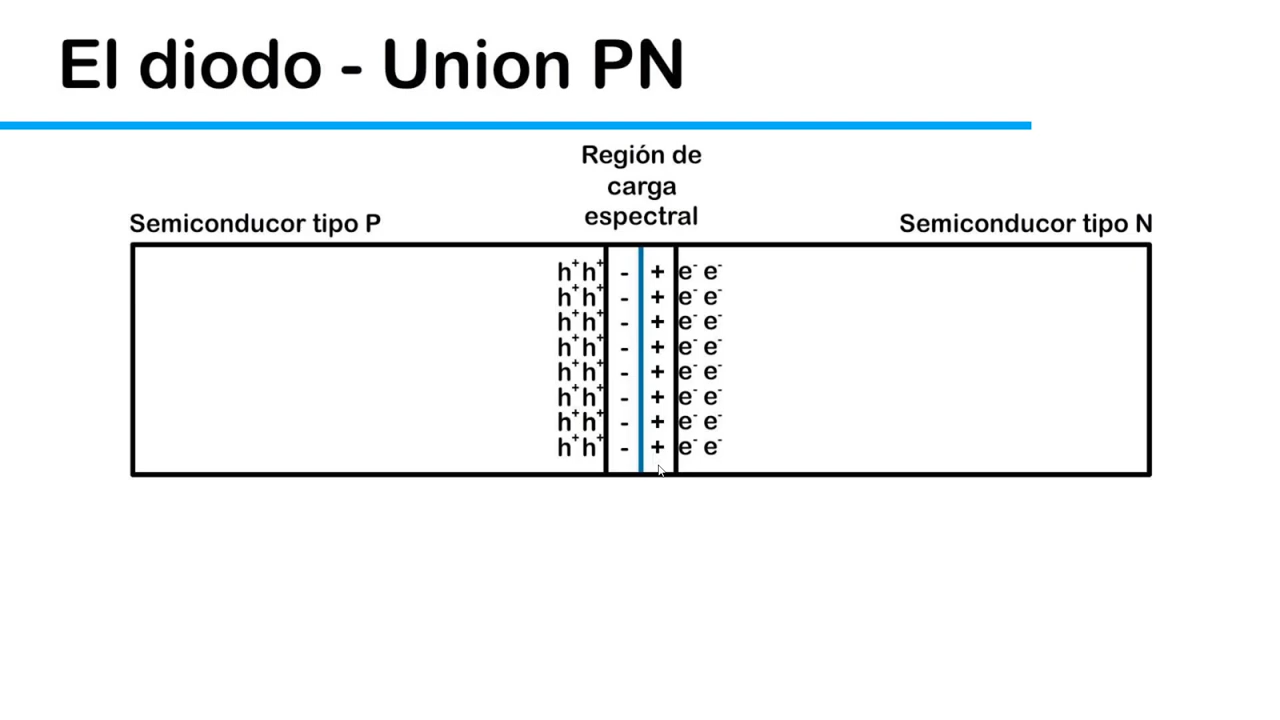 El diodo - Union PN
Región de
carga
espectral
Semiconducor tipo P
Semiconducor tipo N
h⁺h⁺ - + e⁻ e⁻
h⁺h⁺ - + e⁻ e⁻
h⁺h⁺ - + e⁻ e⁻
h⁺h⁺ - + e⁻ e⁻
h⁺h⁺ - + e⁻ e⁻
h⁺h⁺ - + e⁻ e⁻
h⁺h⁺ - + e⁻ e⁻
h⁺h⁺ - + e⁻ e⁻